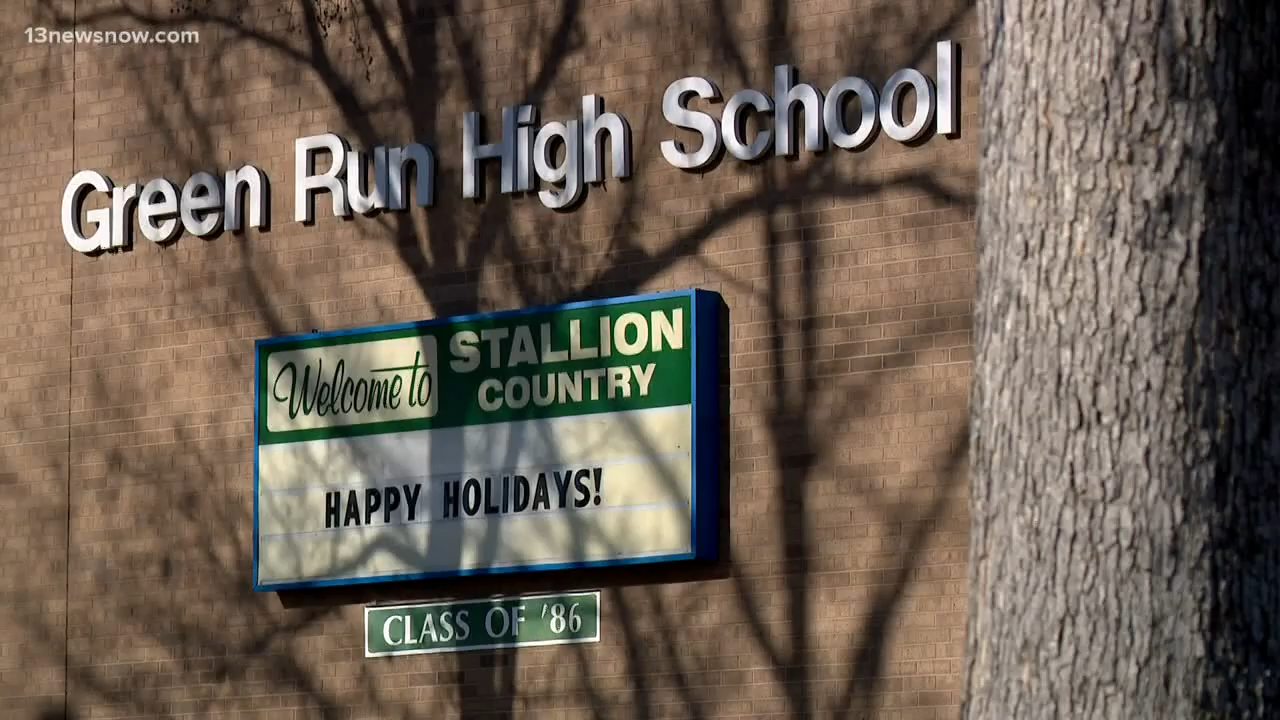 13newsnow.com
Green Run High School
Welcome to STALLION
COUNTRY
HAPPY HOLIDAYS!
CLASS OF '86